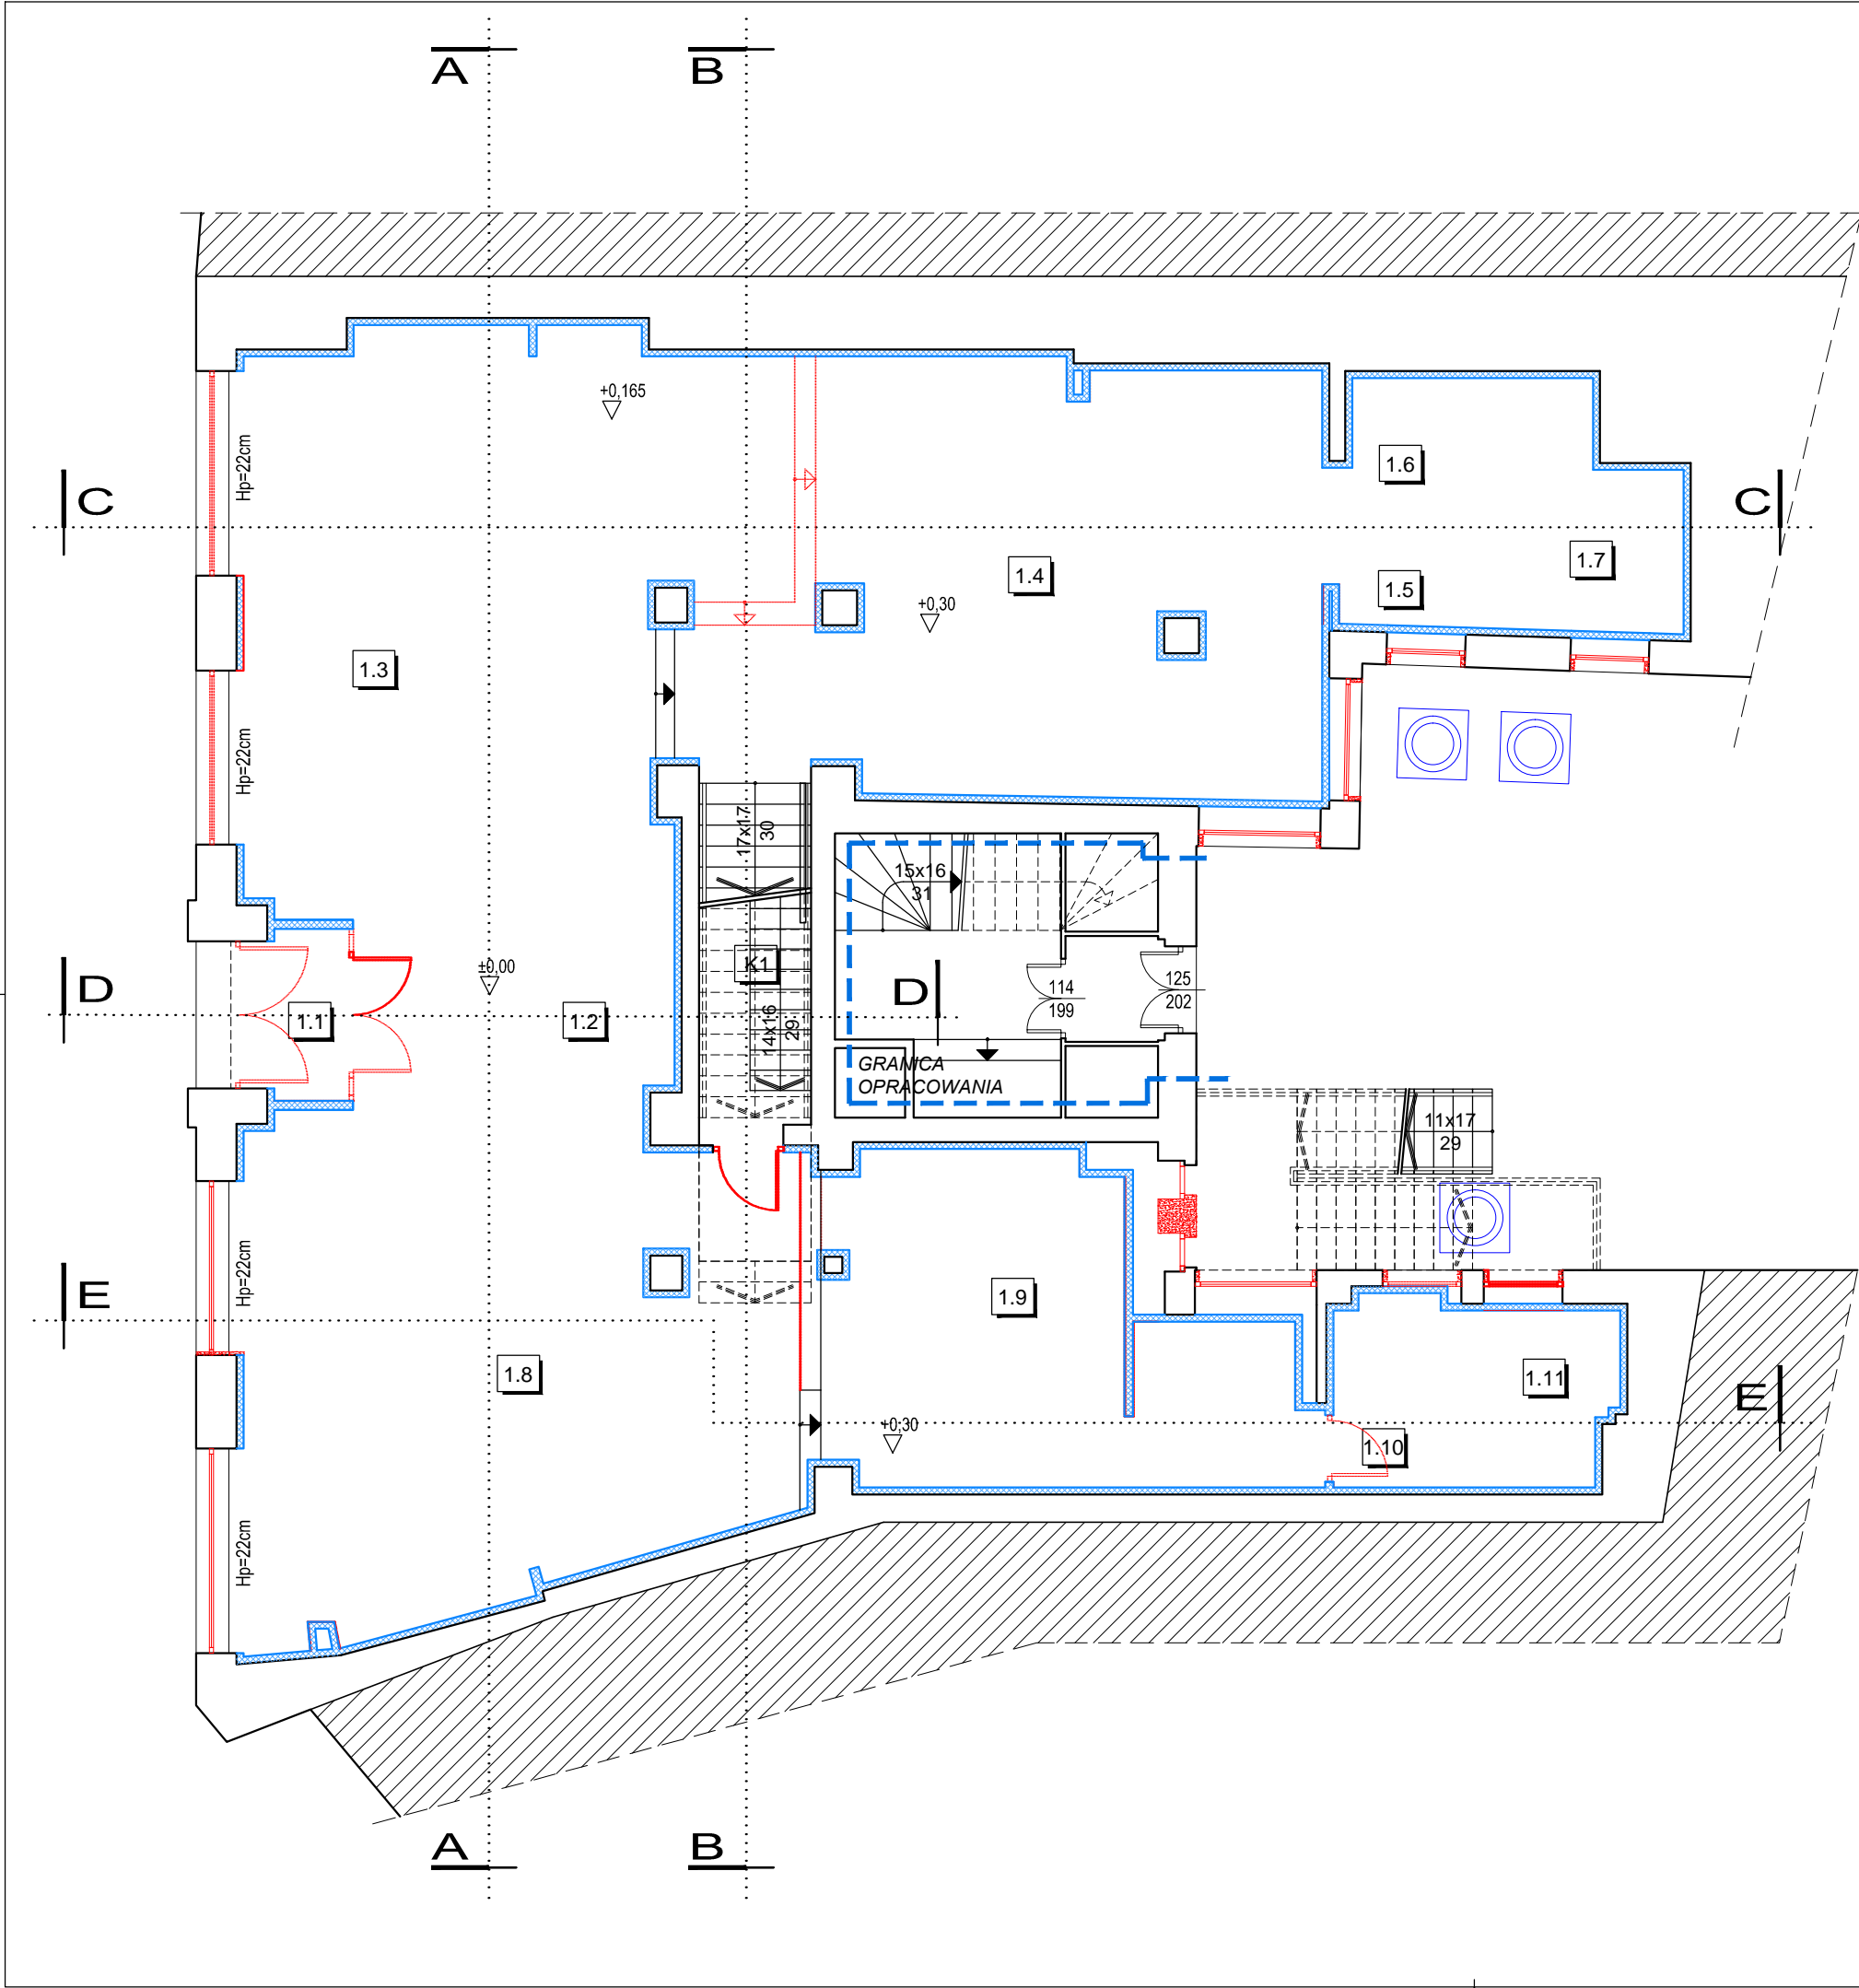 A
B
+0,165
Hp=22cm
C
C
1.6
1.7
1.4
1.5
+0,30
1.3
Hp=22cm
17x17
30
15x16
31
K1
D
±0,00
D
114
199
125
202
1.1
1.2
14x16
29
GRANICA
OPRACOWANIA
11x17
29
Hp=22cm
E
1.9
1.8
1.11
E
+0,30
1.10
Hp=22cm
A
B